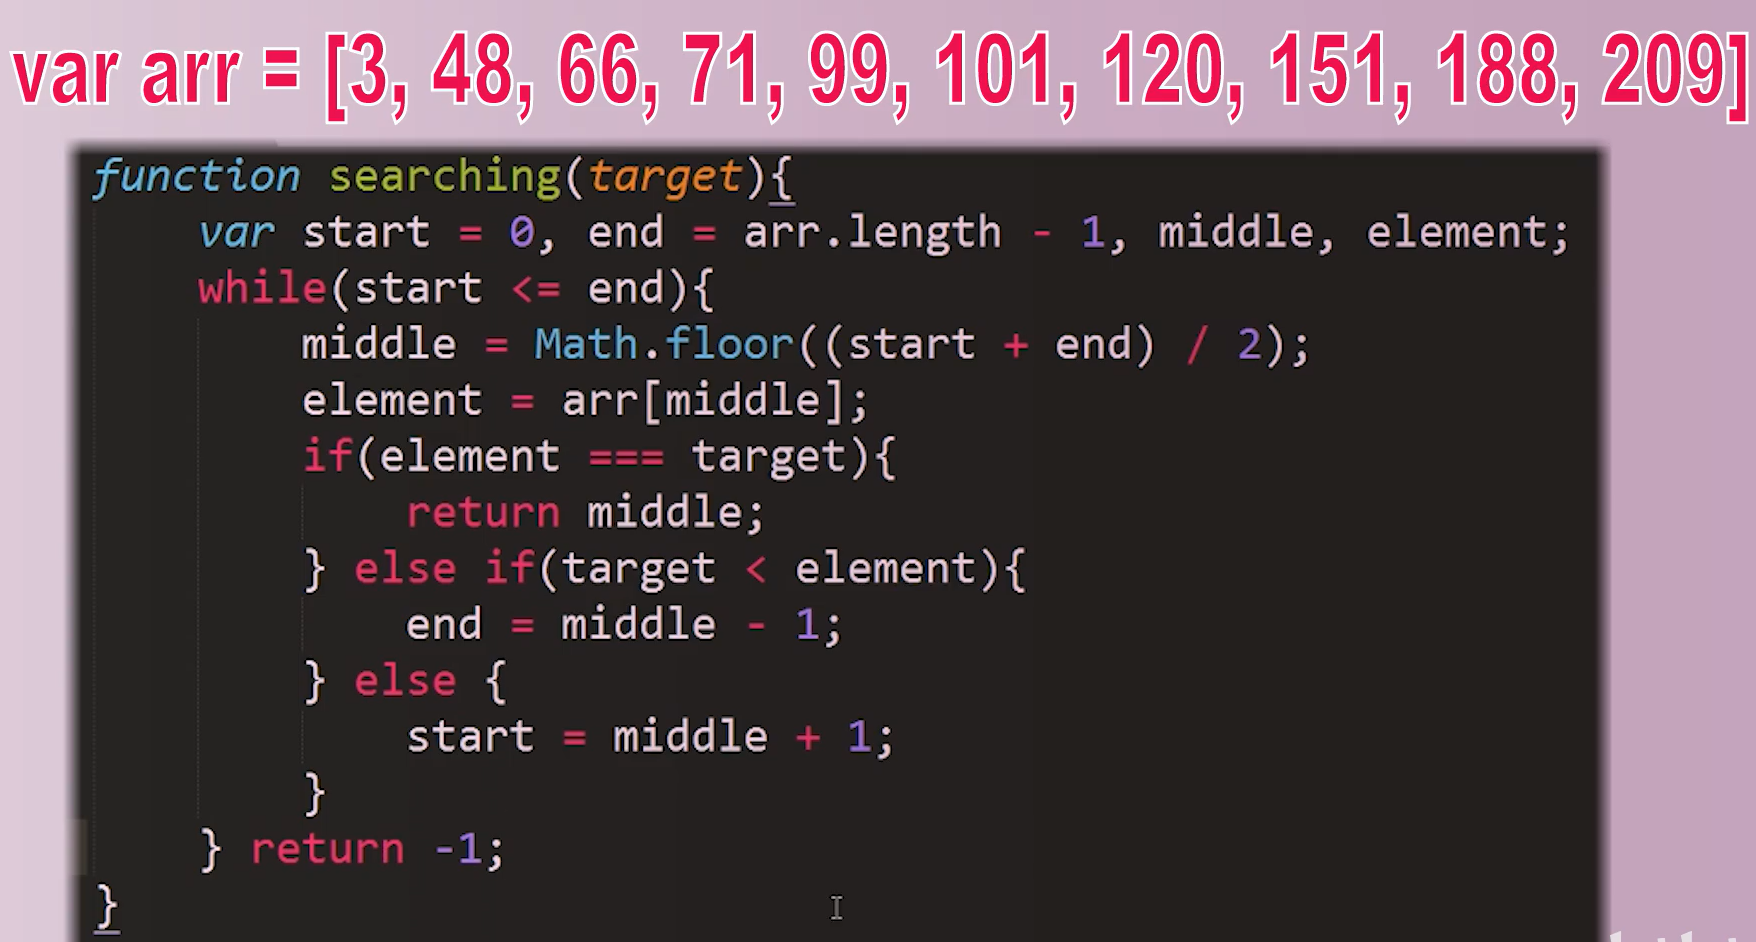 var arr = [3, 48, 66, 71, 99, 101, 120, 151, 188, 209]
function searching(target){
var start = 0, end = arr.length - 1, middle, element;
while(start <= end){
middle = Math.floor((start + end) / 2);
element = arr[middle];
if(element === target){
return middle;
} else if(target < element){
end = middle - 1;
} else {
start = middle + 1;
}
} return -1;
}